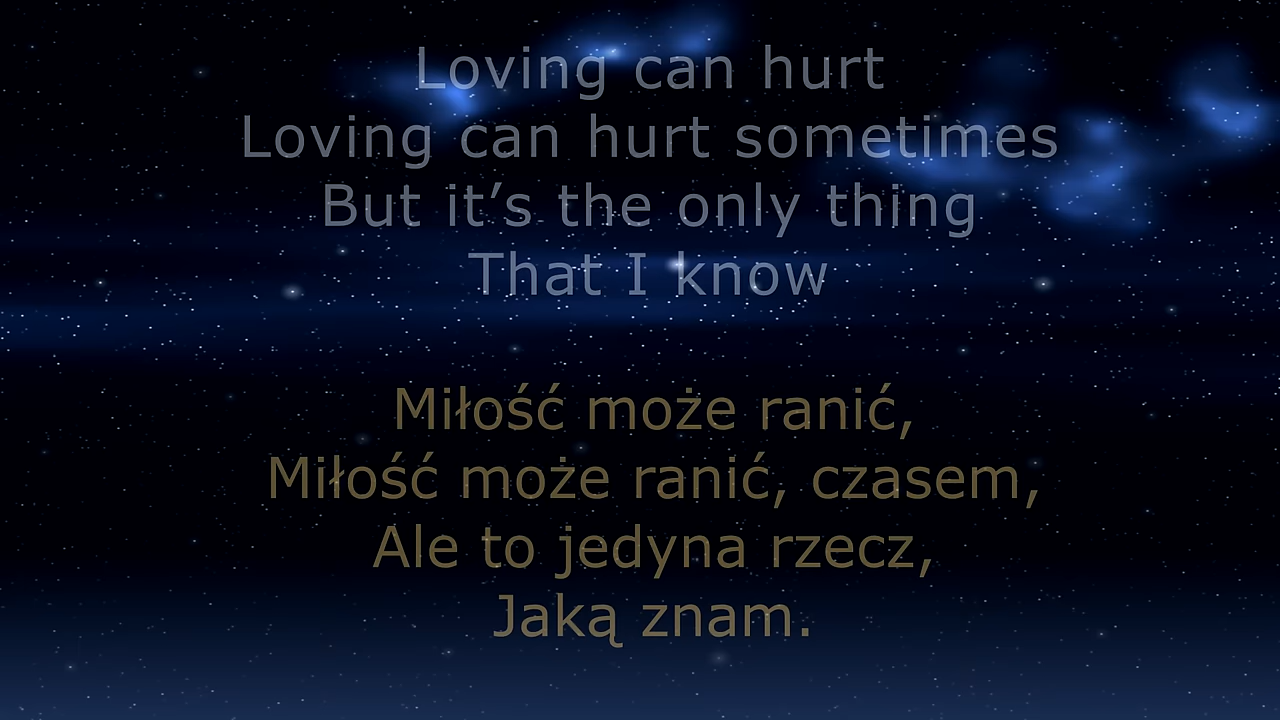 Loving can hurt
Loving can hurt sometimes
But it’s the only thing
That I know
Miłość może ranić,
Miłość może ranić, czasem,
Ale to jedyna rzecz,
Jaką znam.